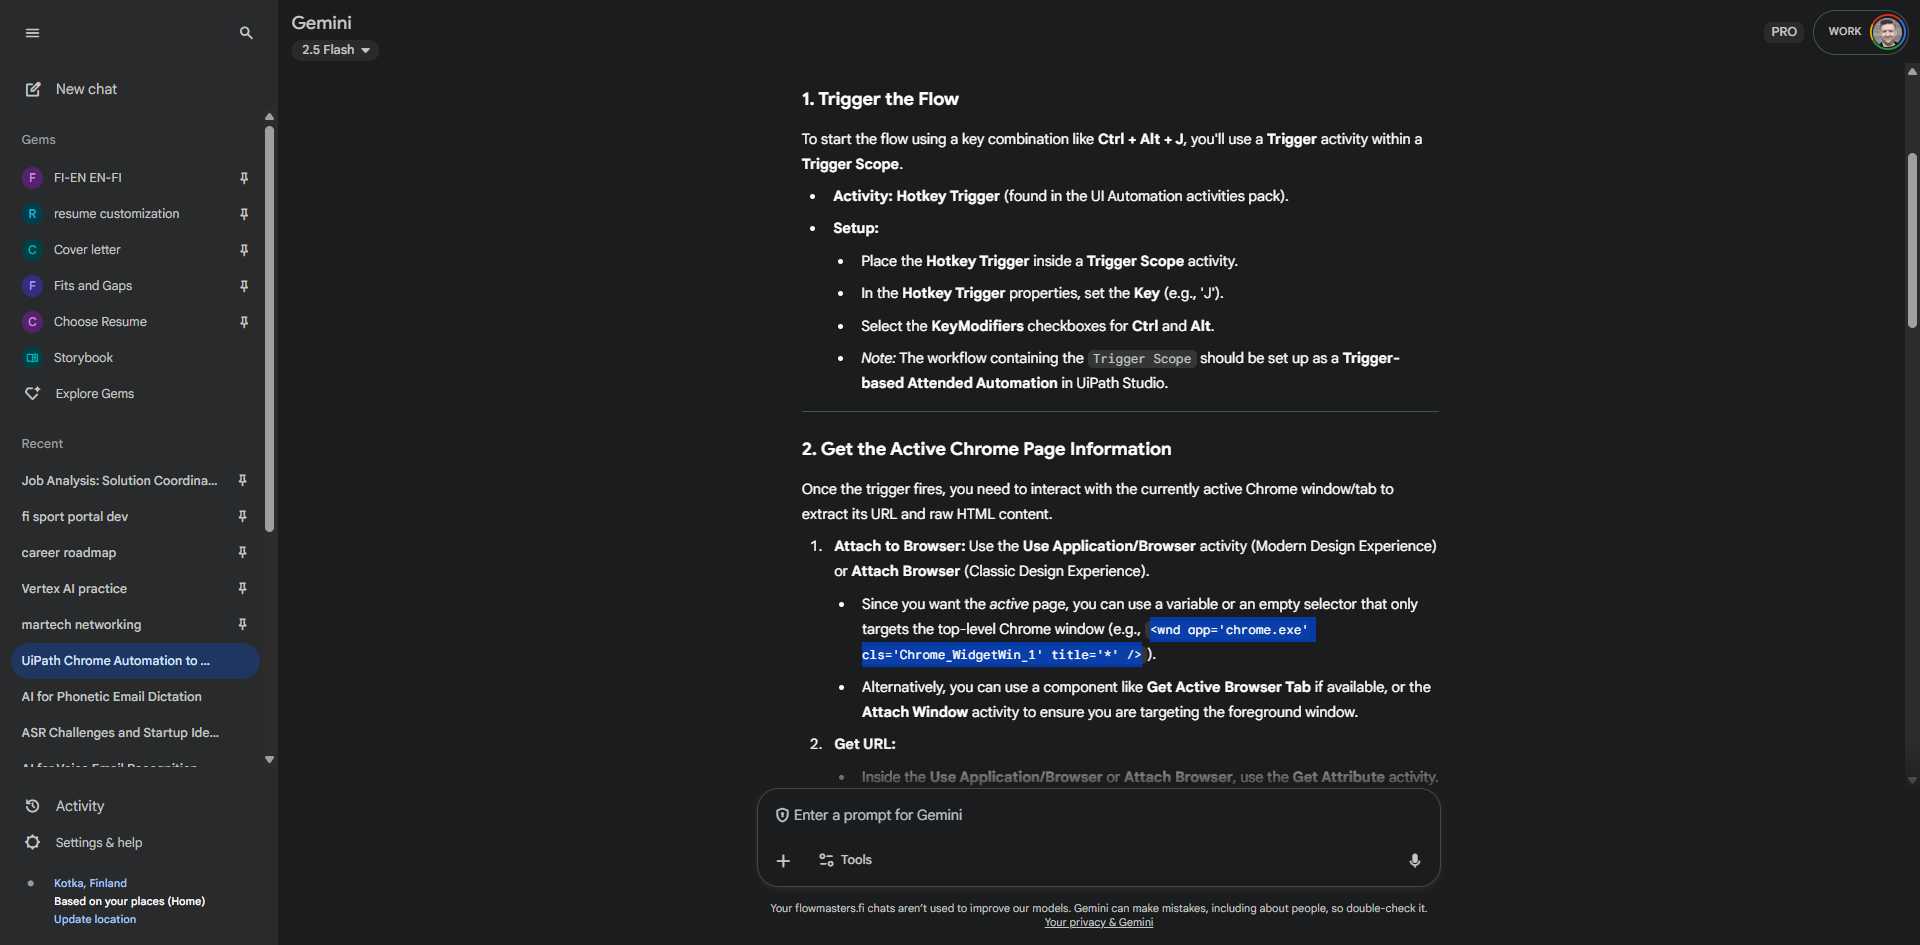 Gemini
2.5 Flash
PRO
WORK
New chat
Gems
F FI-EN EN-FI
R resume customization
C Cover letter
F Fits and Gaps
C Choose Resume
Storybook
Explore Gems
Recent
Job Analysis: Solution Coordina...
fi sport portal dev
career roadmap
Vertex AI practice
martech networking
UiPath Chrome Automation to ...
AI for Phonetic Email Dictation
ASR Challenges and Startup Ide...
AI for Voice Email Recognition
Activity
Settings & help
Kotka, Finland
Based on your places (Home)
Update location
1. Trigger the Flow
To start the flow using a key combination like Ctrl + Alt + J, you'll use a Trigger activity within a
Trigger Scope.
• Activity: Hotkey Trigger (found in the UI Automation activities pack).
• Setup:
• Place the Hotkey Trigger inside a Trigger Scope activity.
• In the Hotkey Trigger properties, set the Key (e.g., 'J').
• Select the KeyModifiers checkboxes for Ctrl and Alt.
• Note: The workflow containing the Trigger Scope should be set up as a Trigger-
based Attended Automation in UiPath Studio.
2. Get the Active Chrome Page Information
Once the trigger fires, you need to interact with the currently active Chrome window/tab to
extract its URL and raw HTML content.
1. Attach to Browser: Use the Use Application/Browser activity (Modern Design Experience)
or Attach Browser (Classic Design Experience).
• Since you want the active page, you can use a variable or an empty selector that only
targets the top-level Chrome window (e.g., <wnd app='chrome.exe'
cls='Chrome_WidgetWin_1' title='*' /> ).
• Alternatively, you can use a component like Get Active Browser Tab if available, or the
Attach Window activity to ensure you are targeting the foreground window.
2. Get URL:
• Inside the Use Application/Browser or Attach Browser, use the Get Attribute activity.
Enter a prompt for Gemini
Tools
Your flowmasters.fi chats aren't used to improve our models. Gemini can make mistakes, including about people, so double-check it.
Your privacy & Gemini